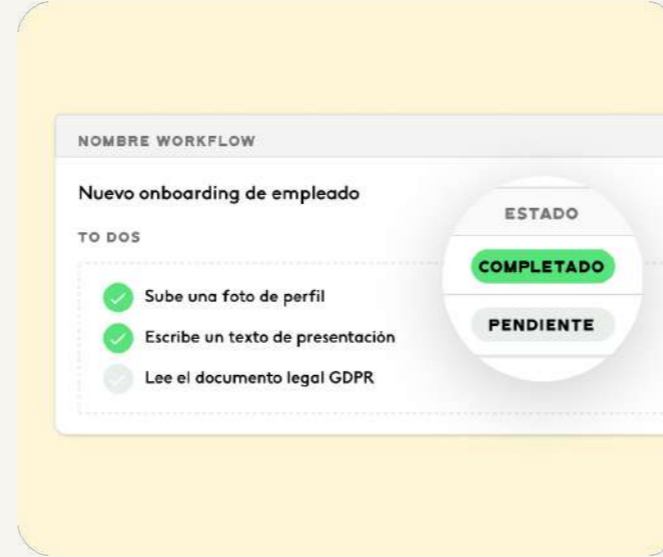 NOMBRE WORKFLOW
Nuevo onboarding de empleado
TO DOS
Sube una foto de perfil
Escribe un texto de presentación
Lee el documento legal GDPR
ESTADO
COMPLETADO
PENDIENTE